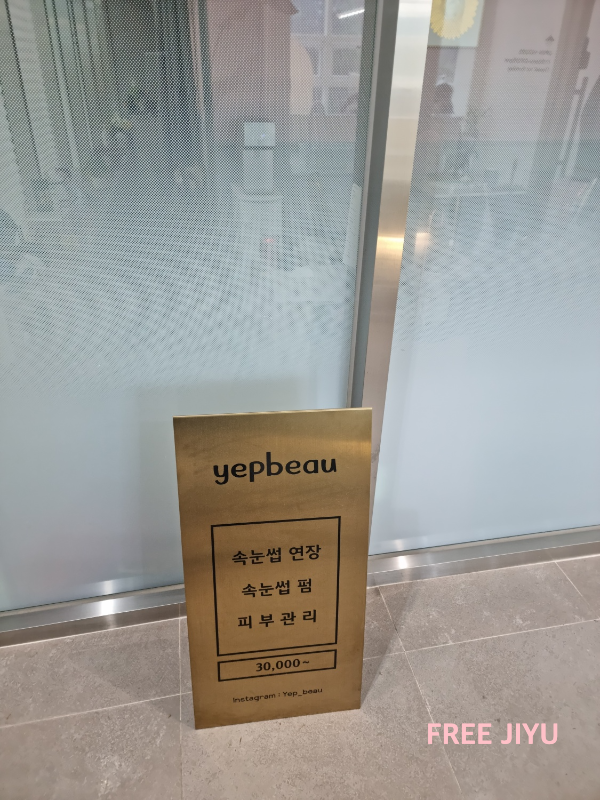 yepbeau
속눈썹 연장
속눈썹 펌
피부관리
30,000~
Instagram : Yep_beau
FREE JIYU